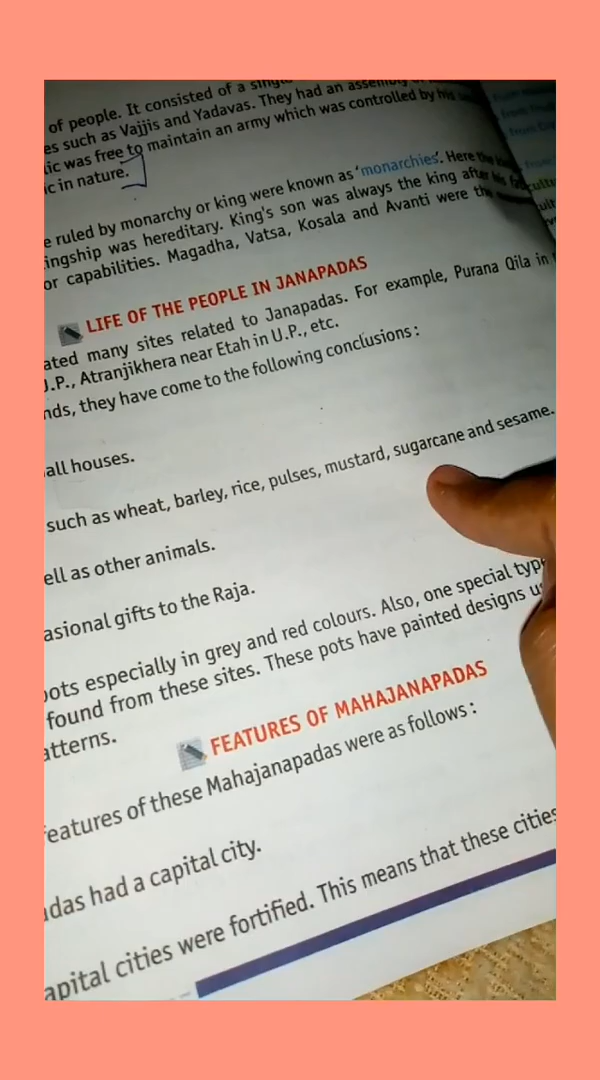 of people. It consisted of a
es such as Vajjis and Yadavas. They had an assembly
ic was free to maintain an army which was controlled by his
ic in nature.
e ruled by monarchy or king were known as 'monarchies'. Here the
ingship was hereditary. King's son was always the king after his
or capabilities. Magadha, Vatsa, Kosala and Avanti were the
LIFE OF THE PEOPLE IN JANAPADAS
ated many sites related to Janapadas. For example, Purana Qila in
J.P., Atranjikhera near Etah in U.P., etc.
nds, they have come to the following conclusions :
all houses.
such as wheat, barley, rice, pulses, mustard, sugarcane and sesame.
ell as other animals.
asional gifts to the Raja.
pots especially in grey and red colours. Also, one special type
found from these sites. These pots have painted designs
atterns.
FEATURES OF MAHAJANAPADAS
eatures of these Mahajanapadas were as follows :
adas had a capital city.
apital cities were fortified. This means that these cities